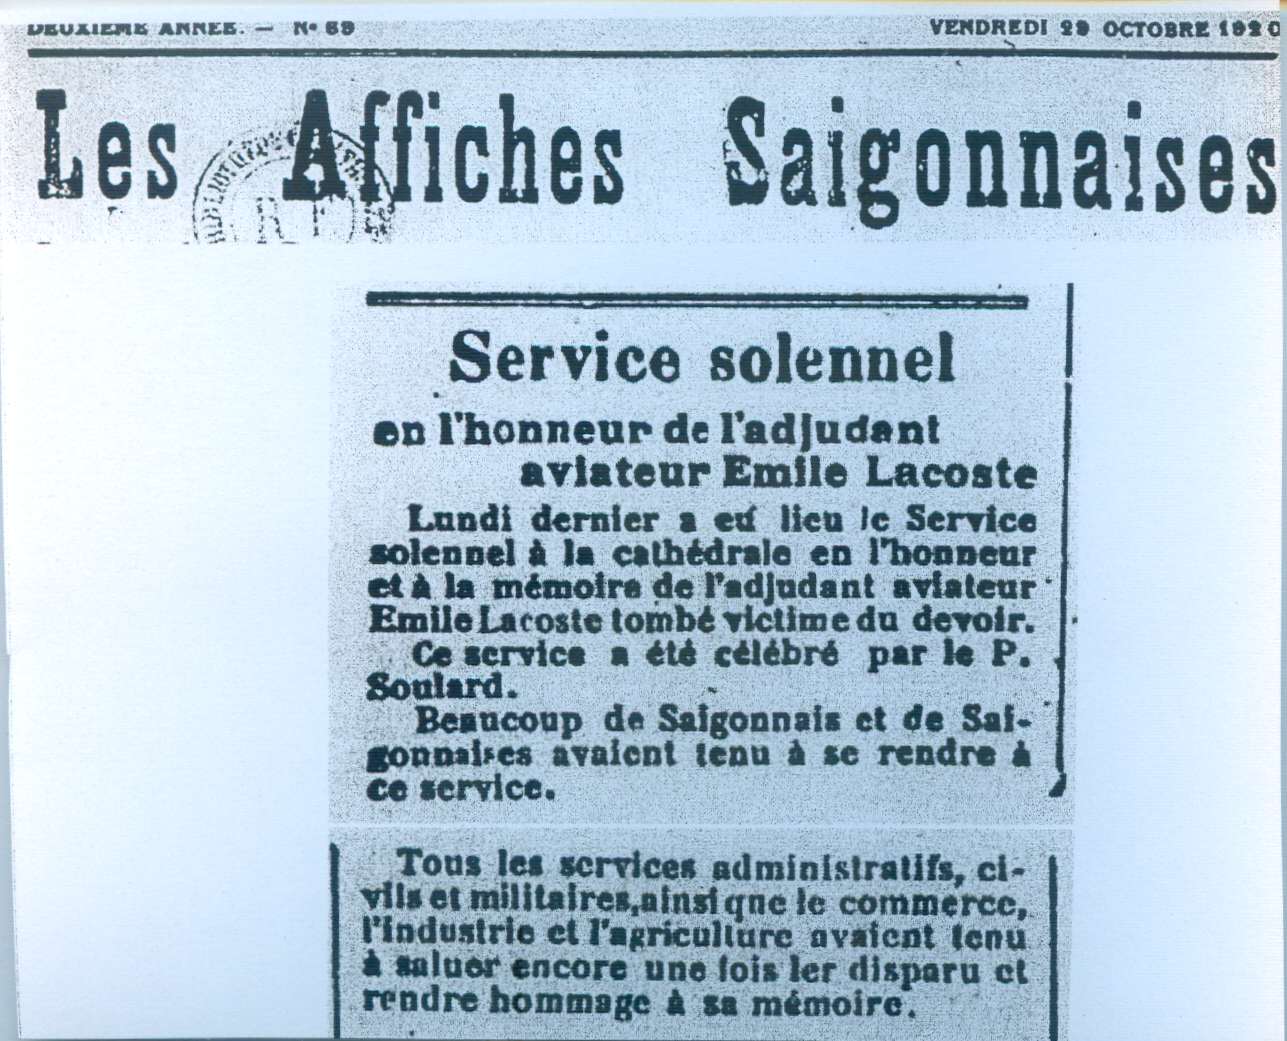 DEUXIÈME ANNÉE. — N° 69
VENDREDI 29 OCTOBRE 1920
Les Affiches Saigonnaises
R F
Service solennel
en l'honneur de l'adjudant
aviateur Emile Lacoste
Lundi dernier a eu lieu le Service
solennel à la cathédrale en l'honneur
et à la mémoire de l'adjudant aviateur
Emile Lacoste tombé victime du devoir.
Ce service a été célébré par le P.
Soulard.
Beaucoup de Saigonnais et de Sai-
gonnaises avaient tenu à se rendre à
ce service.
Tous les services administratifs, ci-
vils et militaires, ainsi que le commerce,
l'industrie et l'agriculture avaient tenu
à saluer encore une fois ler disparu et
rendre hommage à sa mémoire.